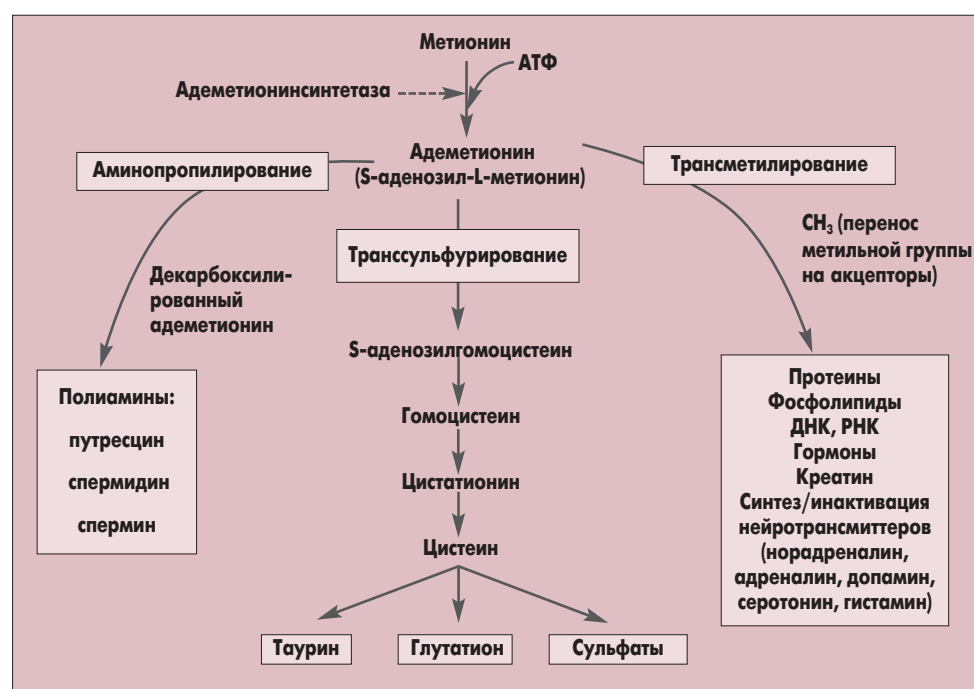 Метионин
АТФ
Адеметионинсинтетаза
Адеметионин
(S-аденозил-L-метионин)
Аминопропилирование
Трансметилирование
Транссульфурирование
CH₃ (перенос
метильной группы
на акцепторы)
Декарбоксили-
рованный
адеметионин
S-аденозилгомоцистеин
Гомоцистеин
Цистатионин
Цистеин
Полиамины:
путресцин
спермидин
спермин
Протеины
Фосфолипиды
ДНК, РНК
Гормоны
Креатин
Синтез/инактивация
нейротрансмиттеров
(норадреналин,
адреналин, допамин,
серотонин, гистамин)
Таурин
Глутатион
Сульфаты